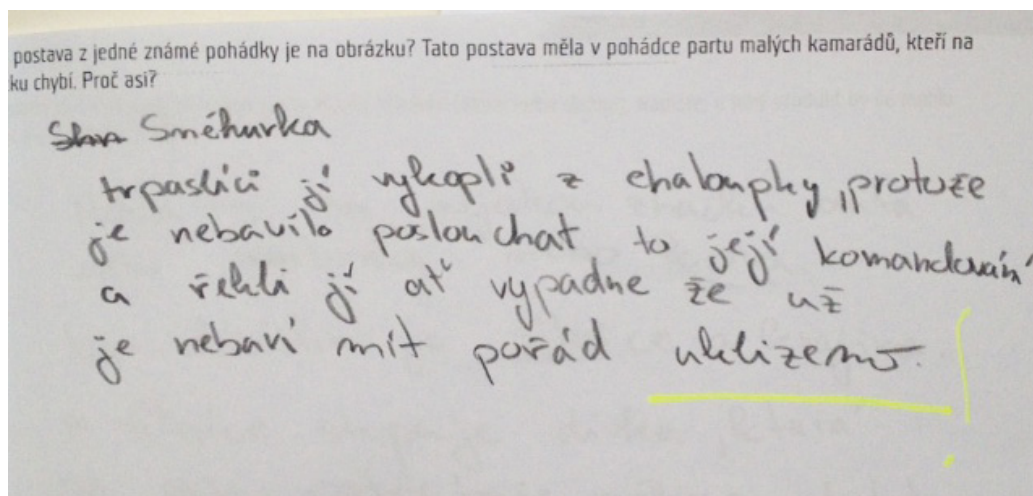 postava z jedné známé pohádky je na obrázku? Tato postava měla v pohádce partu malých kamarádů, kteří na
ku chybí. Proč asi?
Sněhurka
trpaslíci jí vykopli z chaloupky, protože
je nebavilo poslouchat to její komandování
a řekli jí ať vypadne že už
je nebaví mít pořád uklizeno.